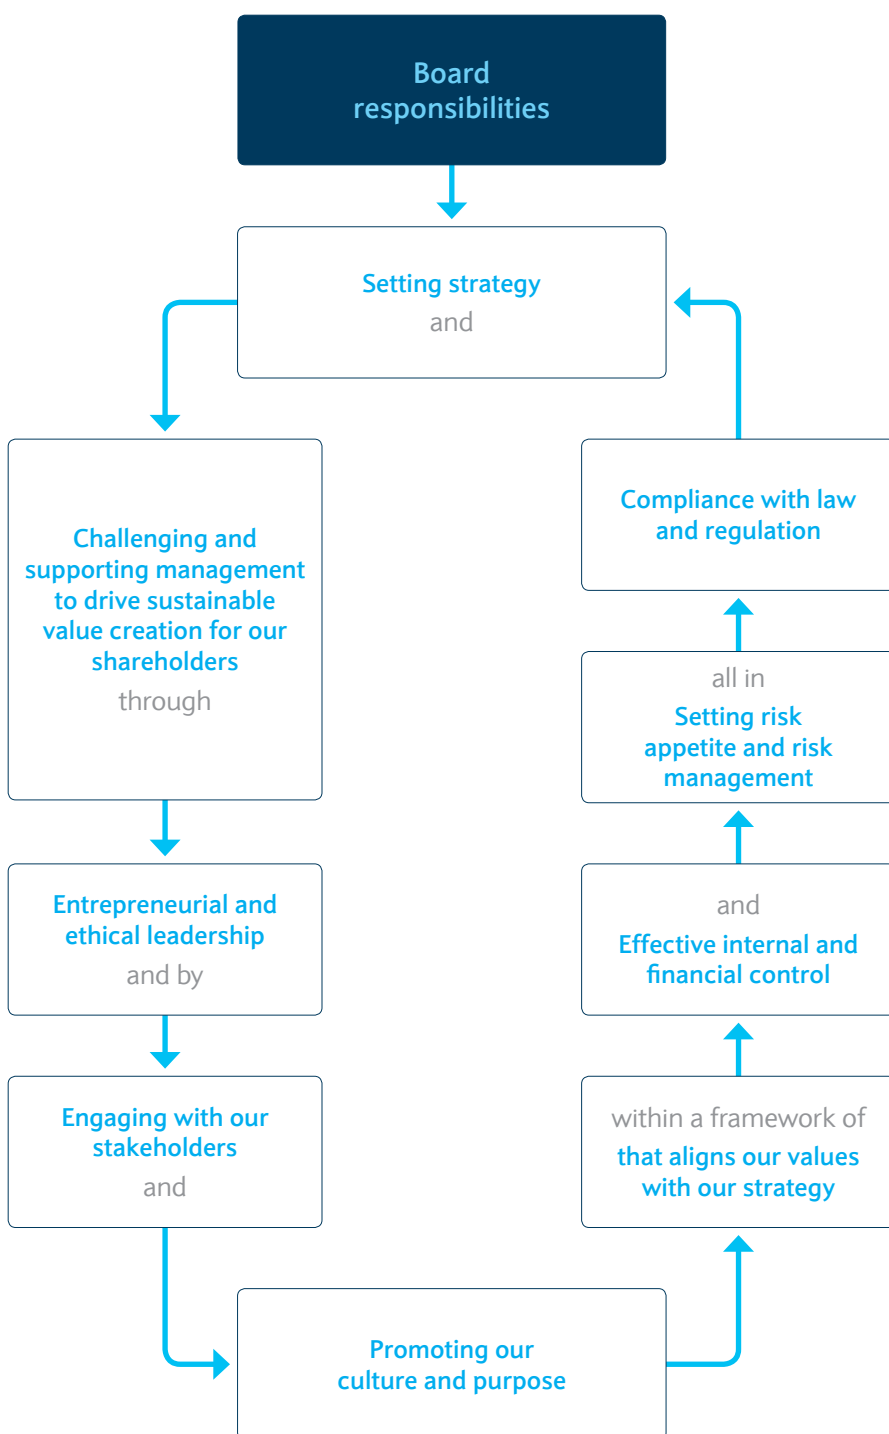 Board
responsibilities
Setting strategy
and
Challenging and
supporting management
to drive sustainable
value creation for our
shareholders
through
Entrepreneurial and
ethical leadership
and by
Engaging with our
stakeholders
and
Promoting our
culture and purpose
within a framework of
that aligns our values
with our strategy
and
Effective internal and
financial control
all in
Setting risk
appetite and risk
management
Compliance with law
and regulation